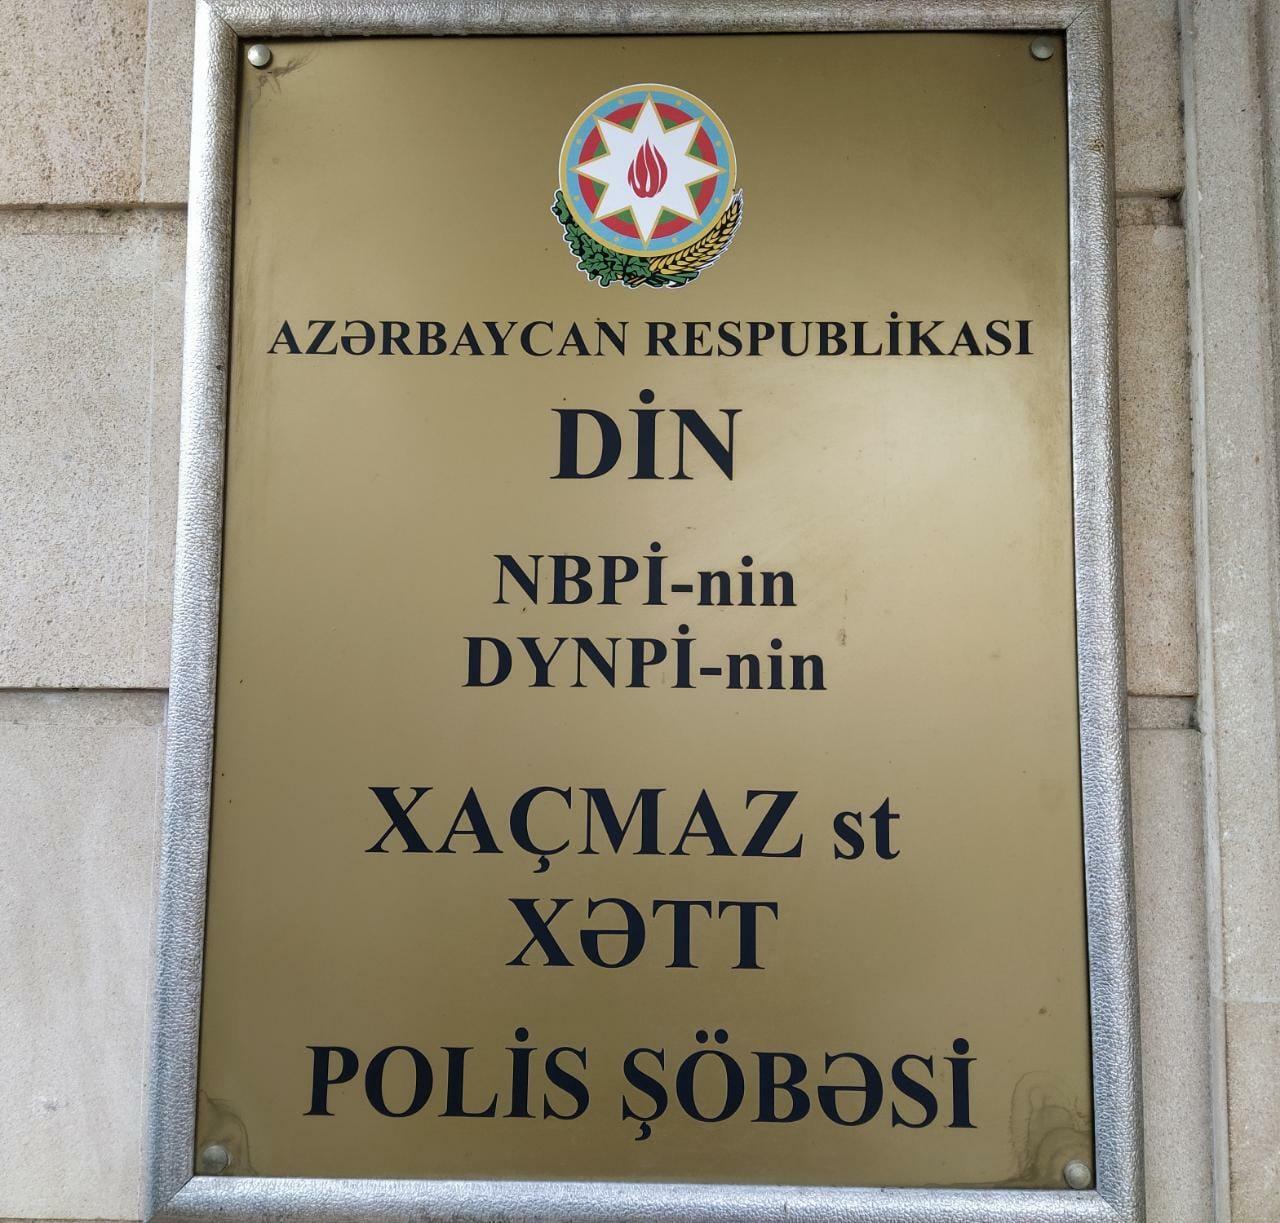 AZƏRBAYCAN RESPUBLİKASI
DİN
NBPİ-nin
DYNPİ-nin
XAÇMAZ st
XƏTT
POLİS ŞÖBƏSİ